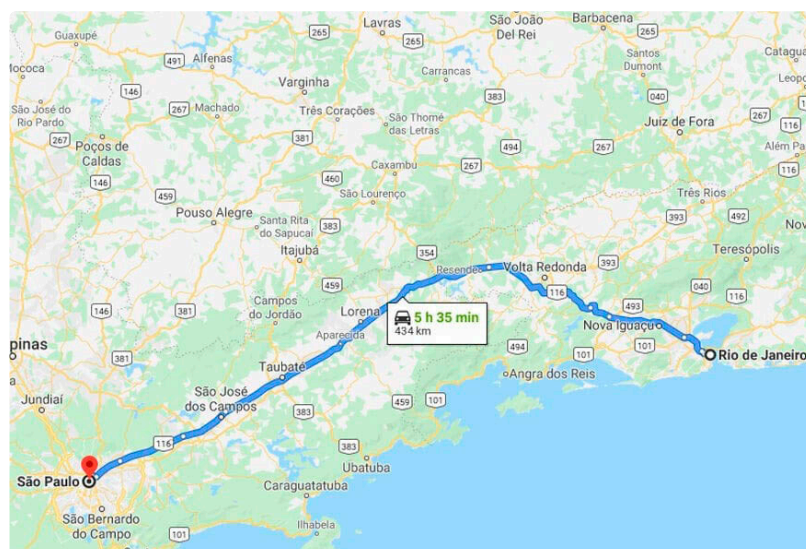 Guaxupé
265
Lavras
São João
Del Rei
Barbacena
265
265
Mococa
491
Alfenas
Carrancas
Santos
Dumont
Catagua
146
Varginha
383
040
Leopo
São José do
Rio Pardo
267
Machado
Três Corações
São Thomé
das Letras
267
116
267
Poços de
Caldas
381
494
Juiz de Fora
Além Pa
146
459
460
Caxambu
267
116
São Lourenço
Três Rios
Pouso Alegre
Santa Rita
do Sapucaí
383
393
492
Nov
Itajubá
354
Teresópolis
459
Resende
Volta Redonda
393
146
Campos
do Jordão
5 h 35 min
434 km
116
040
Lorena
493
pinas
381
Aparecida
Nova Iguaçu
Taubaté
494
101
101
Rio de Janeiro
Jundiaí
São José
dos Campos
Angra dos Reis
383
459
101
116
383
São Paulo
Ubatuba
São Bernardo
do Campo
Caraguatatuba
101
Ilhabela